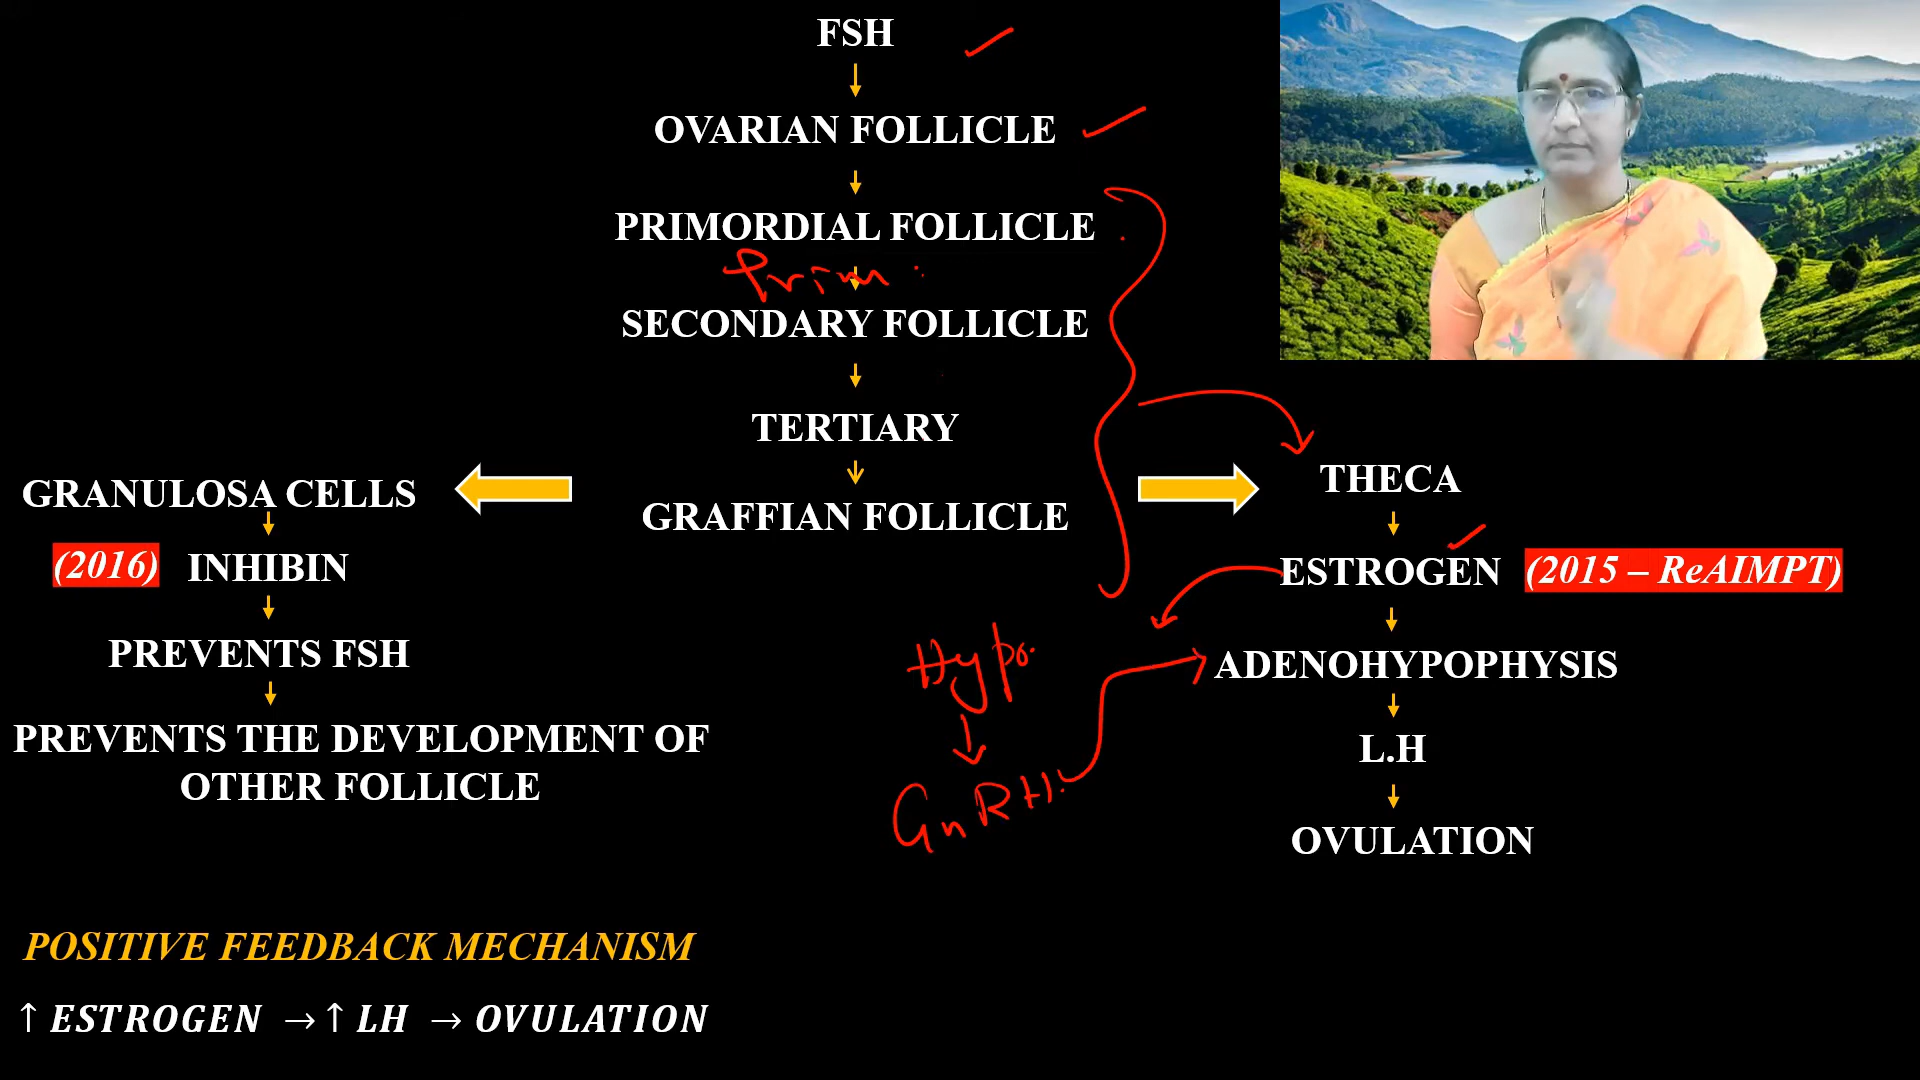 FSH
OVARIAN FOLLICLE
PRIMORDIAL FOLLICLE
Prim
SECONDARY FOLLICLE
TERTIARY
GRAFFIAN FOLLICLE
GRANULOSA CELLS
(2016) INHIBIN
PREVENTS FSH
PREVENTS THE DEVELOPMENT OF
OTHER FOLLICLE
THECA
ESTROGEN (2015 – ReAIMPT)
ADENOHYPOPHYSIS
L.H
OVULATION
Hypo.
GnRH
POSITIVE FEEDBACK MECHANISM
↑ ESTROGEN → ↑ LH → OVULATION